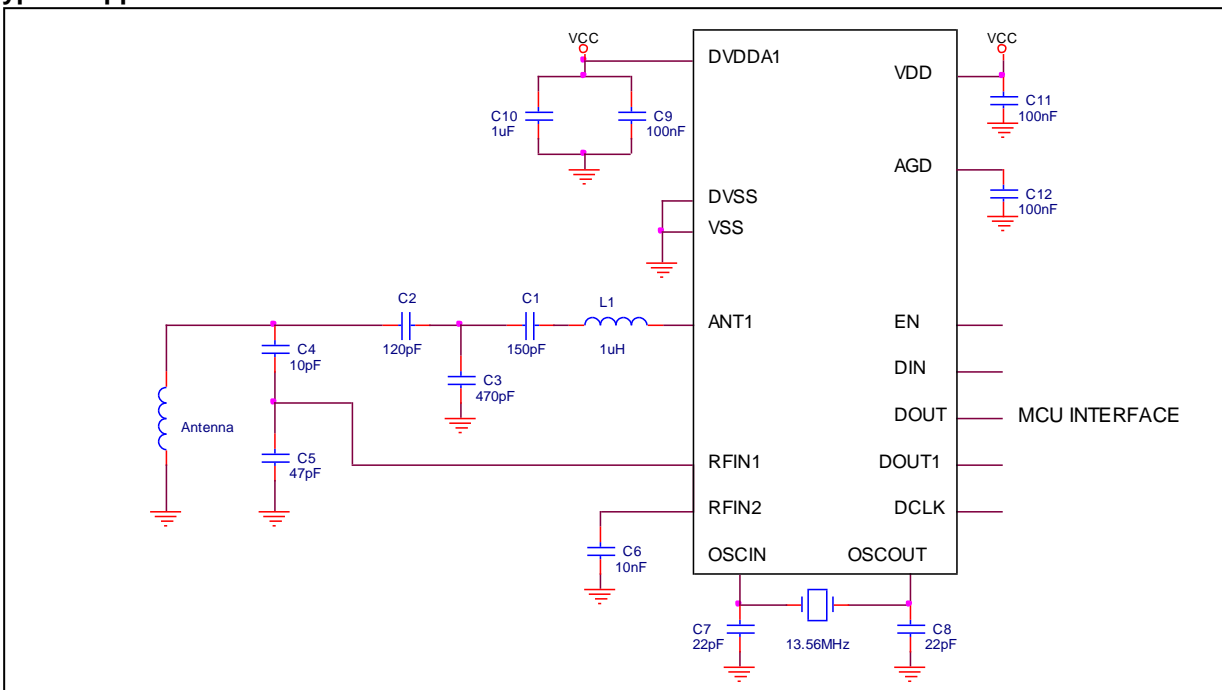 VCC
VCC
DVDDA1
VDD
C10
1uF
C9
100nF
C11
100nF
AGD
DVSS
C12
100nF
VSS
C2
C1
L1
ANT1
EN
C4
10pF
120pF
150pF
1uH
C3
470pF
DIN
Antenna
DOUT
MCU INTERFACE
C5
47pF
RFIN1
DOUT1
RFIN2
DCLK
C6
10nF
OSCIN
OSCOUT
C7
22pF
13.56MHz
C8
22pF